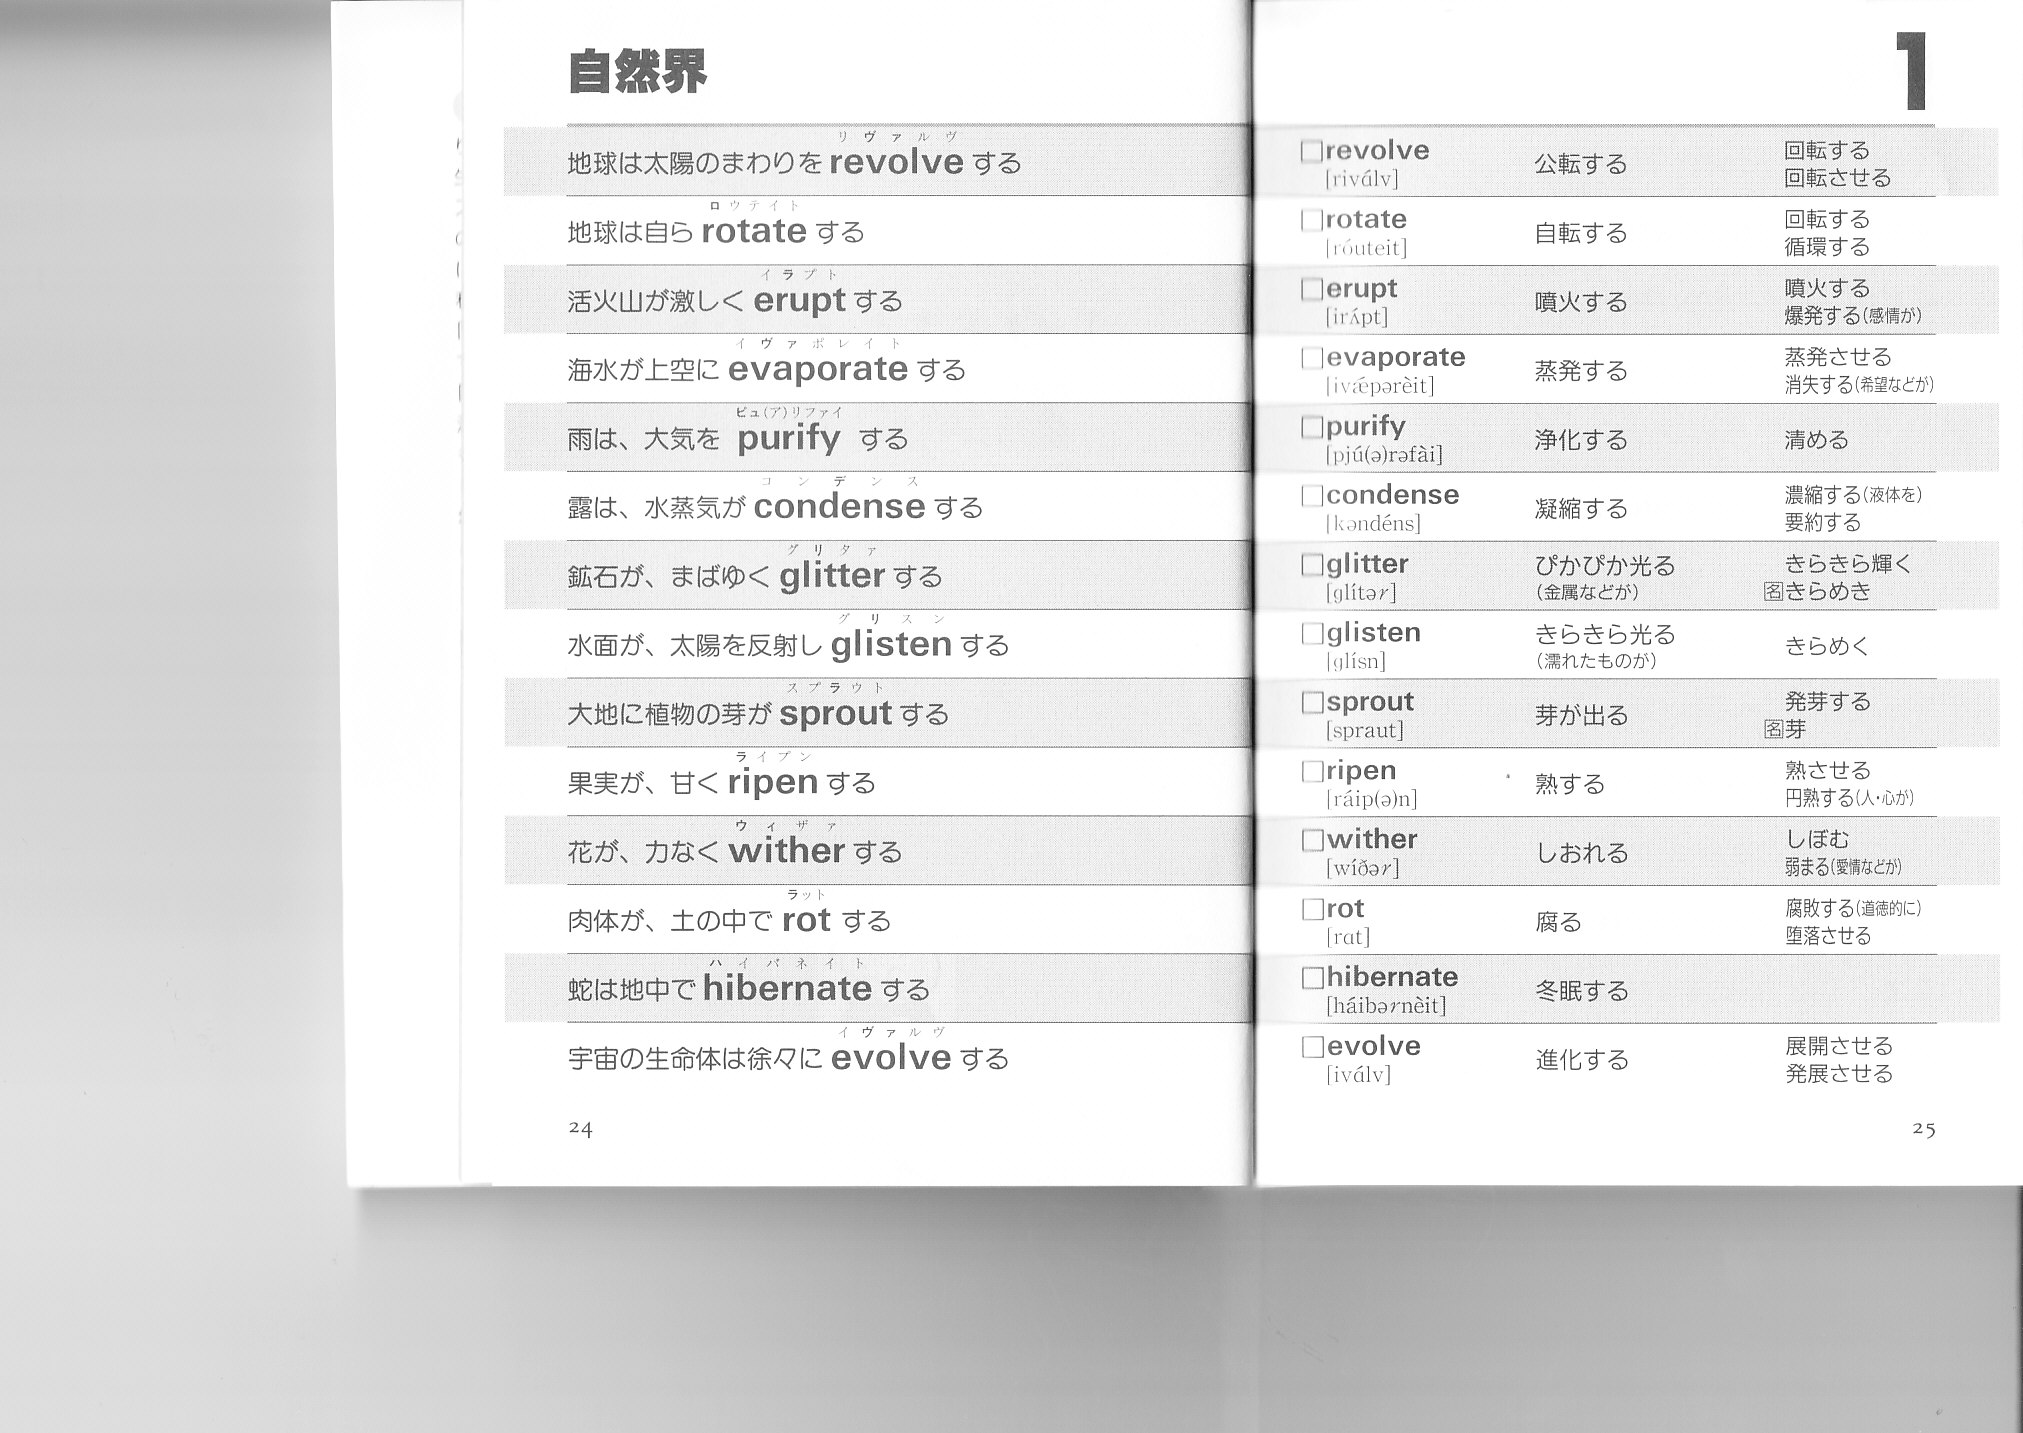 自然界
リヴァルヴ
地球は太陽のまわりを revolve する
ロウテイト
地球は自ら rotate する
イラプト
活火山が激しく erupt する
イヴァポレイト
海水が上空に evaporate する
ピュ(ア)リファイ
雨は、大気を purify する
コンデンス
露は、水蒸気が condense する
グリタァ
鉱石が、まばゆく glitter する
グリスン
水面が、太陽を反射し glisten する
スプラウト
大地に植物の芽が sprout する
ライプン
果実が、甘く ripen する
ウィザァ
花が、力なく wither する
ラット
肉体が、土の中で rot する
ハイバネイト
蛇は地中で hibernate する
イヴァルヴ
宇宙の生命体は徐々に evolve する
24
1
□revolve 公転する 回転する
[riválv] 回転させる
□rotate 自転する 回転する
[róuteit] 循環する
□erupt 噴火する 噴火する
[irʌ́pt] 爆発する(感情が)
□evaporate 蒸発する 蒸発させる
[ivǽpərèit] 消失する(希望などが)
□purify 浄化する 清める
[pjú(ə)rəfài]
□condense 凝縮する 濃縮する(液体を)
[kəndéns] 要約する
□glitter ぴかぴか光る きらきら輝く
[glítər] (金属などが) 名きらめき
□glisten きらきら光る きらめく
[glísn] (濡れたものが)
□sprout 芽が出る 発芽する
[spraut] 名芽
□ripen 熟する 熟させる
[ráip(ə)n] 円熟する(人・心が)
□wither しおれる しぼむ
[wíðər] 弱まる(愛情などが)
□rot 腐る 腐敗する(道徳的に)
[rɑt] 堕落させる
□hibernate 冬眠する
[háibərnèit]
□evolve 進化する 展開させる
[iválv] 発展させる
25